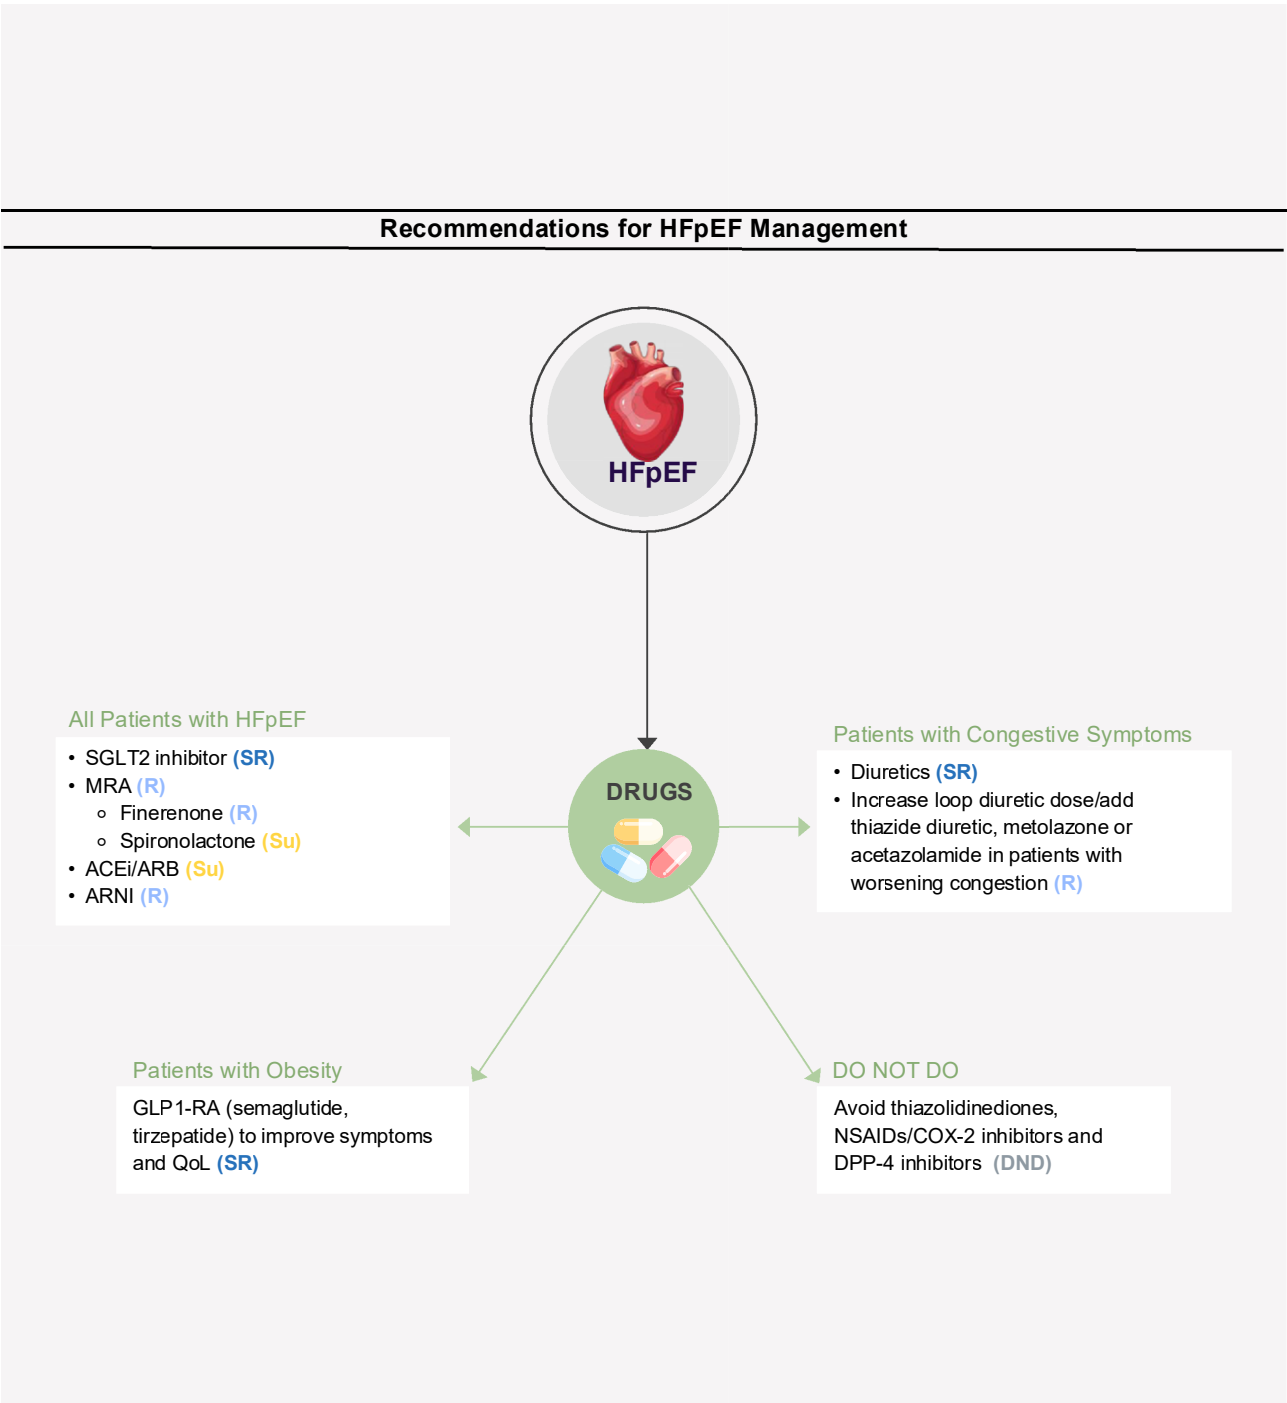 Recommendations for HFpEF Management
HFpEF
All Patients with HFpEF
• SGLT2 inhibitor (SR)
• MRA (R)
○ Finerenone (R)
○ Spironolactone (Su)
• ACEi/ARB (Su)
• ARNI (R)
DRUGS
Patients with Congestive Symptoms
• Diuretics (SR)
• Increase loop diuretic dose/add
thiazide diuretic, metolazone or
acetazolamide in patients with
worsening congestion (R)
Patients with Obesity
GLP1-RA (semaglutide,
tirzepatide) to improve symptoms
and QoL (SR)
DO NOT DO
Avoid thiazolidinediones,
NSAIDs/COX-2 inhibitors and
DPP-4 inhibitors (DND)